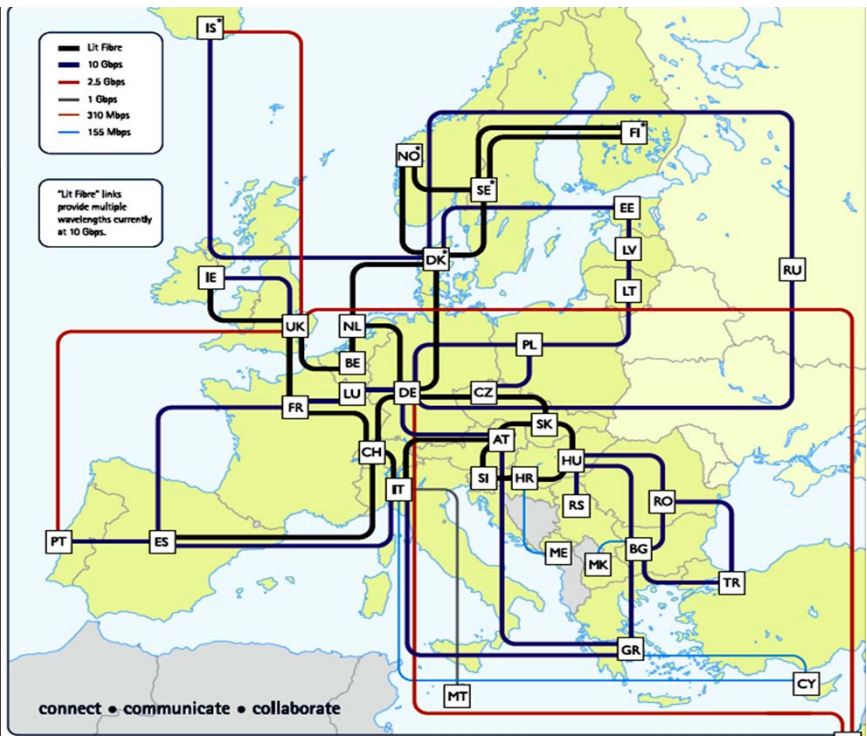 IS*
Lit Fibre
10 Gbps
2.5 Gbps
1 Gbps
310 Mbps
155 Mbps
"Lit Fibre" links
provide multiple
wavelengths currently
at 10 Gbps.
NO*
FI*
SE*
EE
LV
DK*
RU
IE
LT
UK
NL
PL
BE
LU
DE
CZ
FR
SK
AT
CH
HU
SI
HR
IT
RS
RO
PT
ES
ME
MK
BG
TR
GR
CY
MT
connect • communicate • collaborate